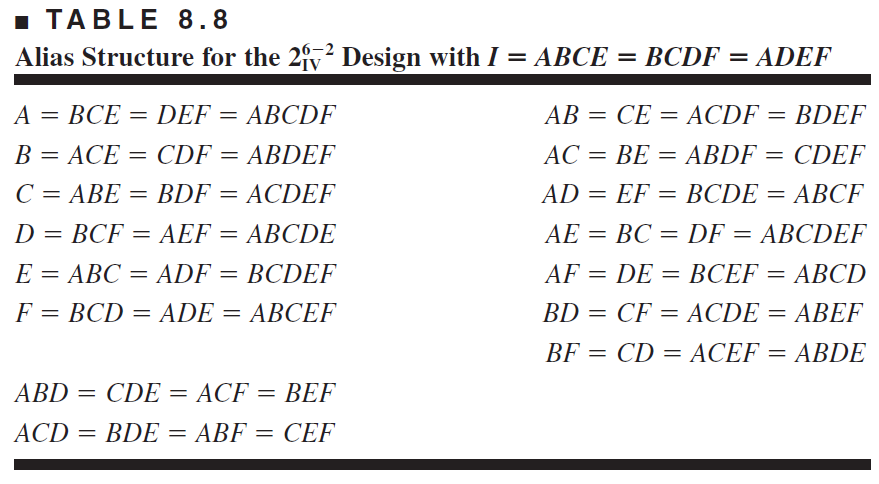 ■ TABLE 8.8
Alias Structure for the 2_{IV}^{6−2} Design with I = ABCE = BCDF = ADEF
A = BCE = DEF = ABCDF
B = ACE = CDF = ABDEF
C = ABE = BDF = ACDEF
D = BCF = AEF = ABCDE
E = ABC = ADF = BCDEF
F = BCD = ADE = ABCEF
ABD = CDE = ACF = BEF
ACD = BDE = ABF = CEF
AB = CE = ACDF = BDEF
AC = BE = ABDF = CDEF
AD = EF = BCDE = ABCF
AE = BC = DF = ABCDEF
AF = DE = BCEF = ABCD
BD = CF = ACDE = ABEF
BF = CD = ACEF = ABDE